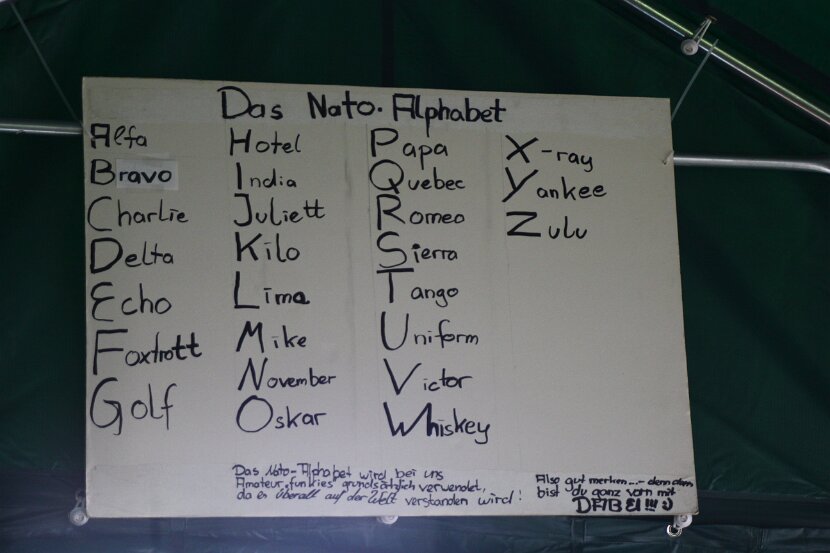 Das Nato-Alphabet
Alfa
Bravo
Charlie
Delta
Echo
Foxtrott
Golf
Hotel
India
Juliett
Kilo
Lima
Mike
November
Oskar
Papa
Quebec
Romeo
Sierra
Tango
Uniform
Victor
Whiskey
X-ray
Yankee
Zulu
Das Nato-Alphabet wird bei uns
Amateurfunkies grundsätzlich verwendet,
da es überall auf der Welt verstanden wird!
Also gut merken...- denn dann
bist du ganz vorn mit
DABEI!!! :)